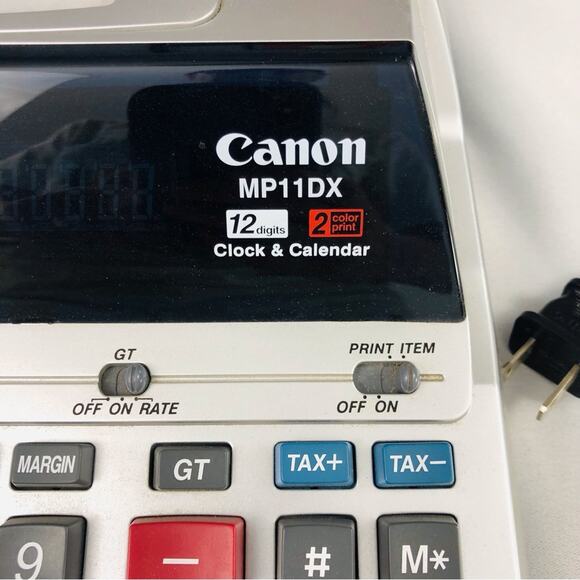 Canon
MP11DX
12 digits 2 color print
Clock & Calendar
GT PRINT ITEM
OFF ON RATE OFF ON
MARGIN GT TAX+ TAX−
9 − # M*